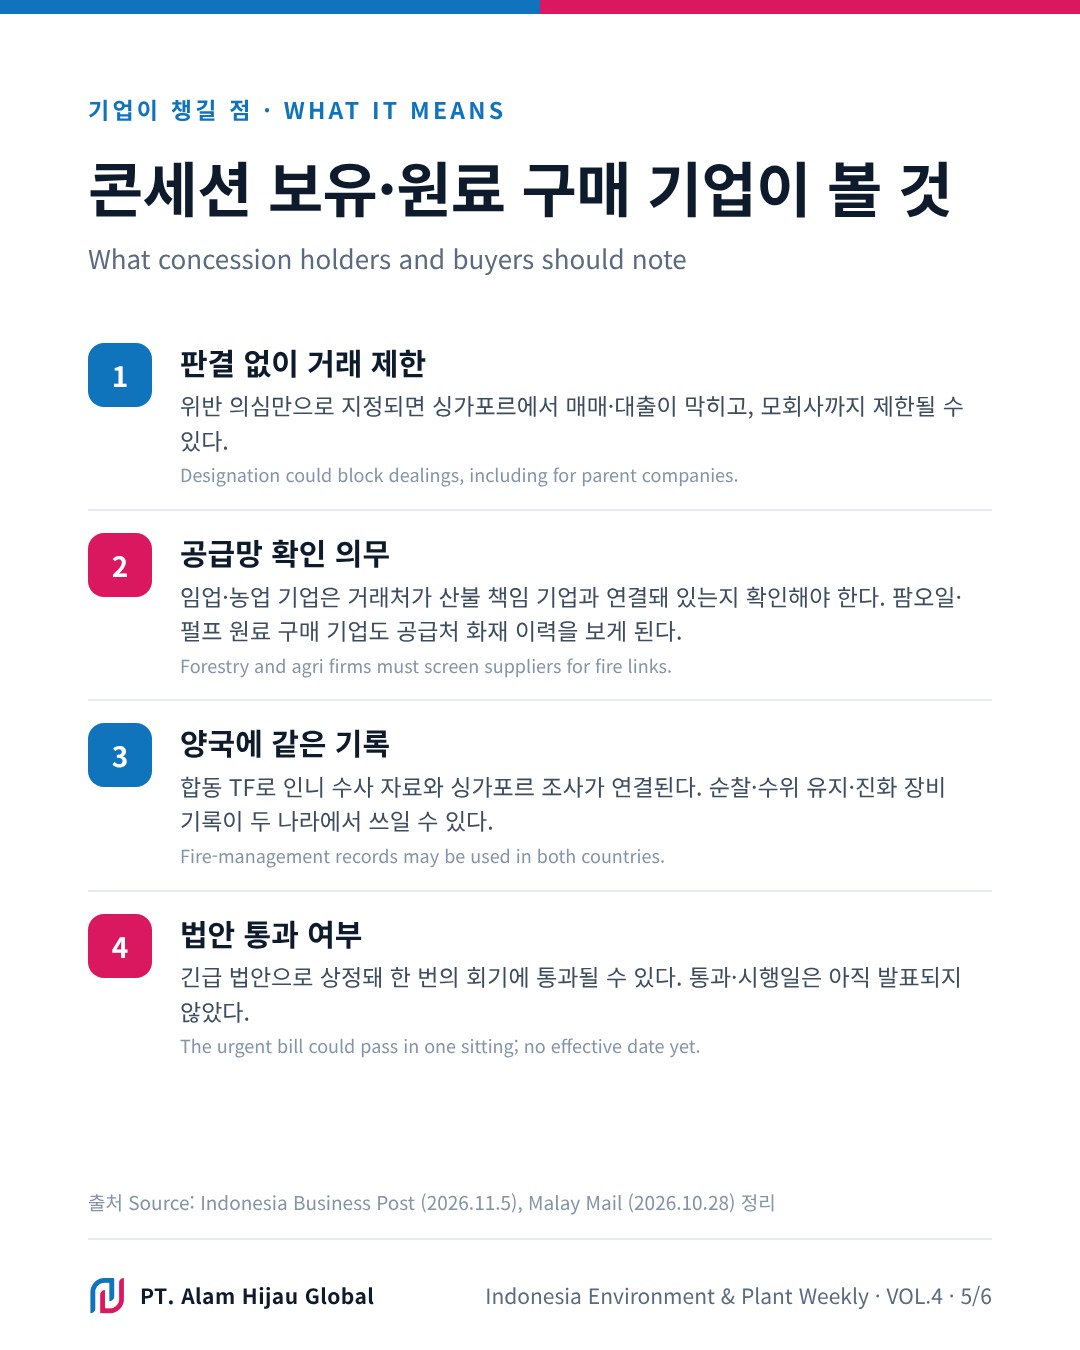 기업이 챙길 점 · WHAT IT MEANS
콘세션 보유·원료 구매 기업이 볼 것
What concession holders and buyers should note
1
판결 없이 거래 제한
위반 의심만으로 지정되면 싱가포르에서 매매·대출이 막히고, 모회사까지 제한될 수
있다.
Designation could block dealings, including for parent companies.
2
공급망 확인 의무
임업·농업 기업은 거래처가 산불 책임 기업과 연결돼 있는지 확인해야 한다. 팜오일·
펄프 원료 구매 기업도 공급처 화재 이력을 보게 된다.
Forestry and agri firms must screen suppliers for fire links.
3
양국에 같은 기록
합동 TF로 인니 수사 자료와 싱가포르 조사가 연결된다. 순찰·수위 유지·진화 장비
기록이 두 나라에서 쓰일 수 있다.
Fire-management records may be used in both countries.
4
법안 통과 여부
긴급 법안으로 상정돼 한 번의 회기에 통과될 수 있다. 통과·시행일은 아직 발표되지
않았다.
The urgent bill could pass in one sitting; no effective date yet.
출처 Source: Indonesia Business Post (2026.11.5), Malay Mail (2026.10.28) 정리
PT. Alam Hijau Global
Indonesia Environment & Plant Weekly · VOL.4 · 5/6